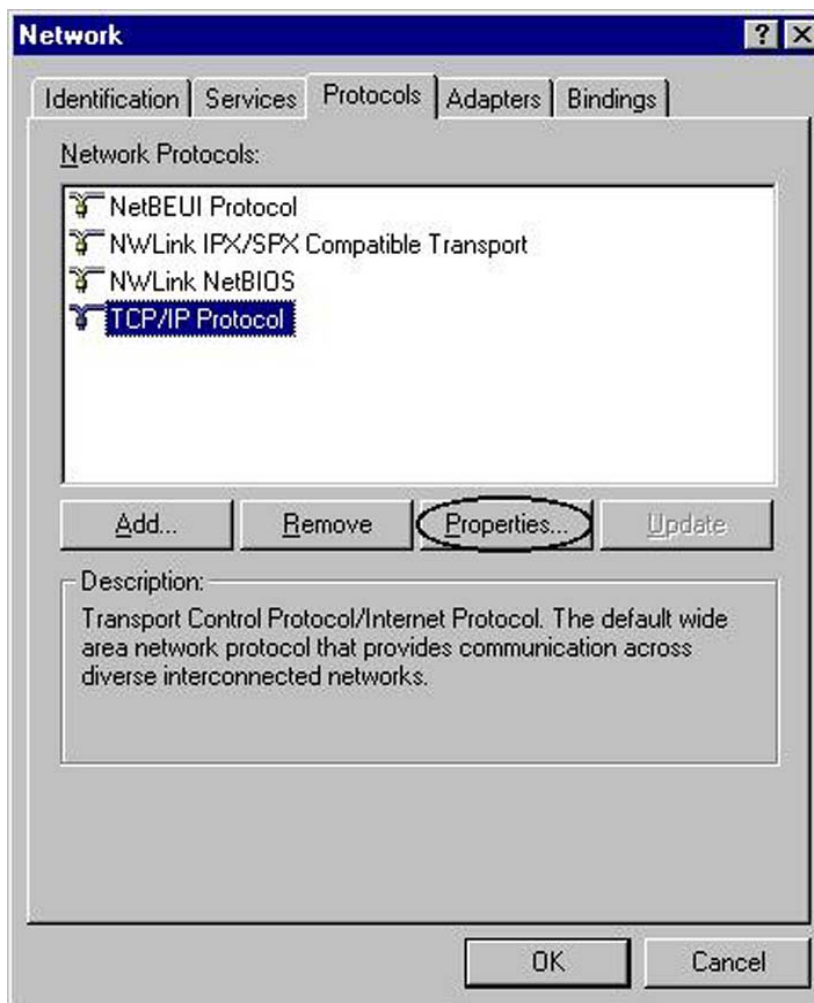 Network
Identification Services Protocols Adapters Bindings
Network Protocols:
NetBEUI Protocol
NWLink IPX/SPX Compatible Transport
NWLink NetBIOS
TCP/IP Protocol
Add... Remove Properties... Update
Description:
Transport Control Protocol/Internet Protocol. The default wide
area network protocol that provides communication across
diverse interconnected networks.
OK Cancel